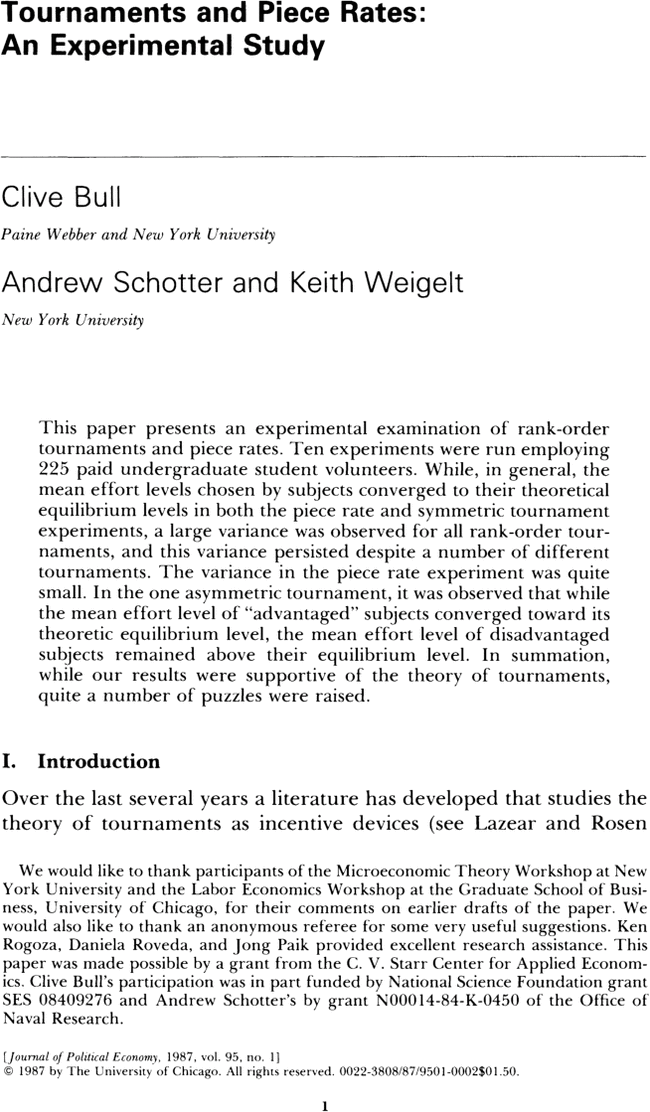 Tournaments and Piece Rates:
An Experimental Study
Clive Bull
Paine Webber and New York University
Andrew Schotter and Keith Weigelt
New York University
This paper presents an experimental examination of rank-order
tournaments and piece rates. Ten experiments were run employing
225 paid undergraduate student volunteers. While, in general, the
mean effort levels chosen by subjects converged to their theoretical
equilibrium levels in both the piece rate and symmetric tournament
experiments, a large variance was observed for all rank-order tour-
naments, and this variance persisted despite a number of different
tournaments. The variance in the piece rate experiment was quite
small. In the one asymmetric tournament, it was observed that while
the mean effort level of “advantaged” subjects converged toward its
theoretic equilibrium level, the mean effort level of disadvantaged
subjects remained above their equilibrium level. In summation,
while our results were supportive of the theory of tournaments,
quite a number of puzzles were raised.
I. Introduction
Over the last several years a literature has developed that studies the
theory of tournaments as incentive devices (see Lazear and Rosen
We would like to thank participants of the Microeconomic Theory Workshop at New
York University and the Labor Economics Workshop at the Graduate School of Busi-
ness, University of Chicago, for their comments on earlier drafts of the paper. We
would also like to thank an anonymous referee for some very useful suggestions. Ken
Rogoza, Daniela Roveda, and Jong Paik provided excellent research assistance. This
paper was made possible by a grant from the C. V. Starr Center for Applied Econom-
ics. Clive Bull's participation was in part funded by National Science Foundation grant
SES 08409276 and Andrew Schotter's by grant N00014-84-K-0450 of the Office of
Naval Research.
[Journal of Political Economy, 1987, vol. 95, no. 1]
© 1987 by The University of Chicago. All rights reserved. 0022-3808/87/9501-0002$01.50.
1